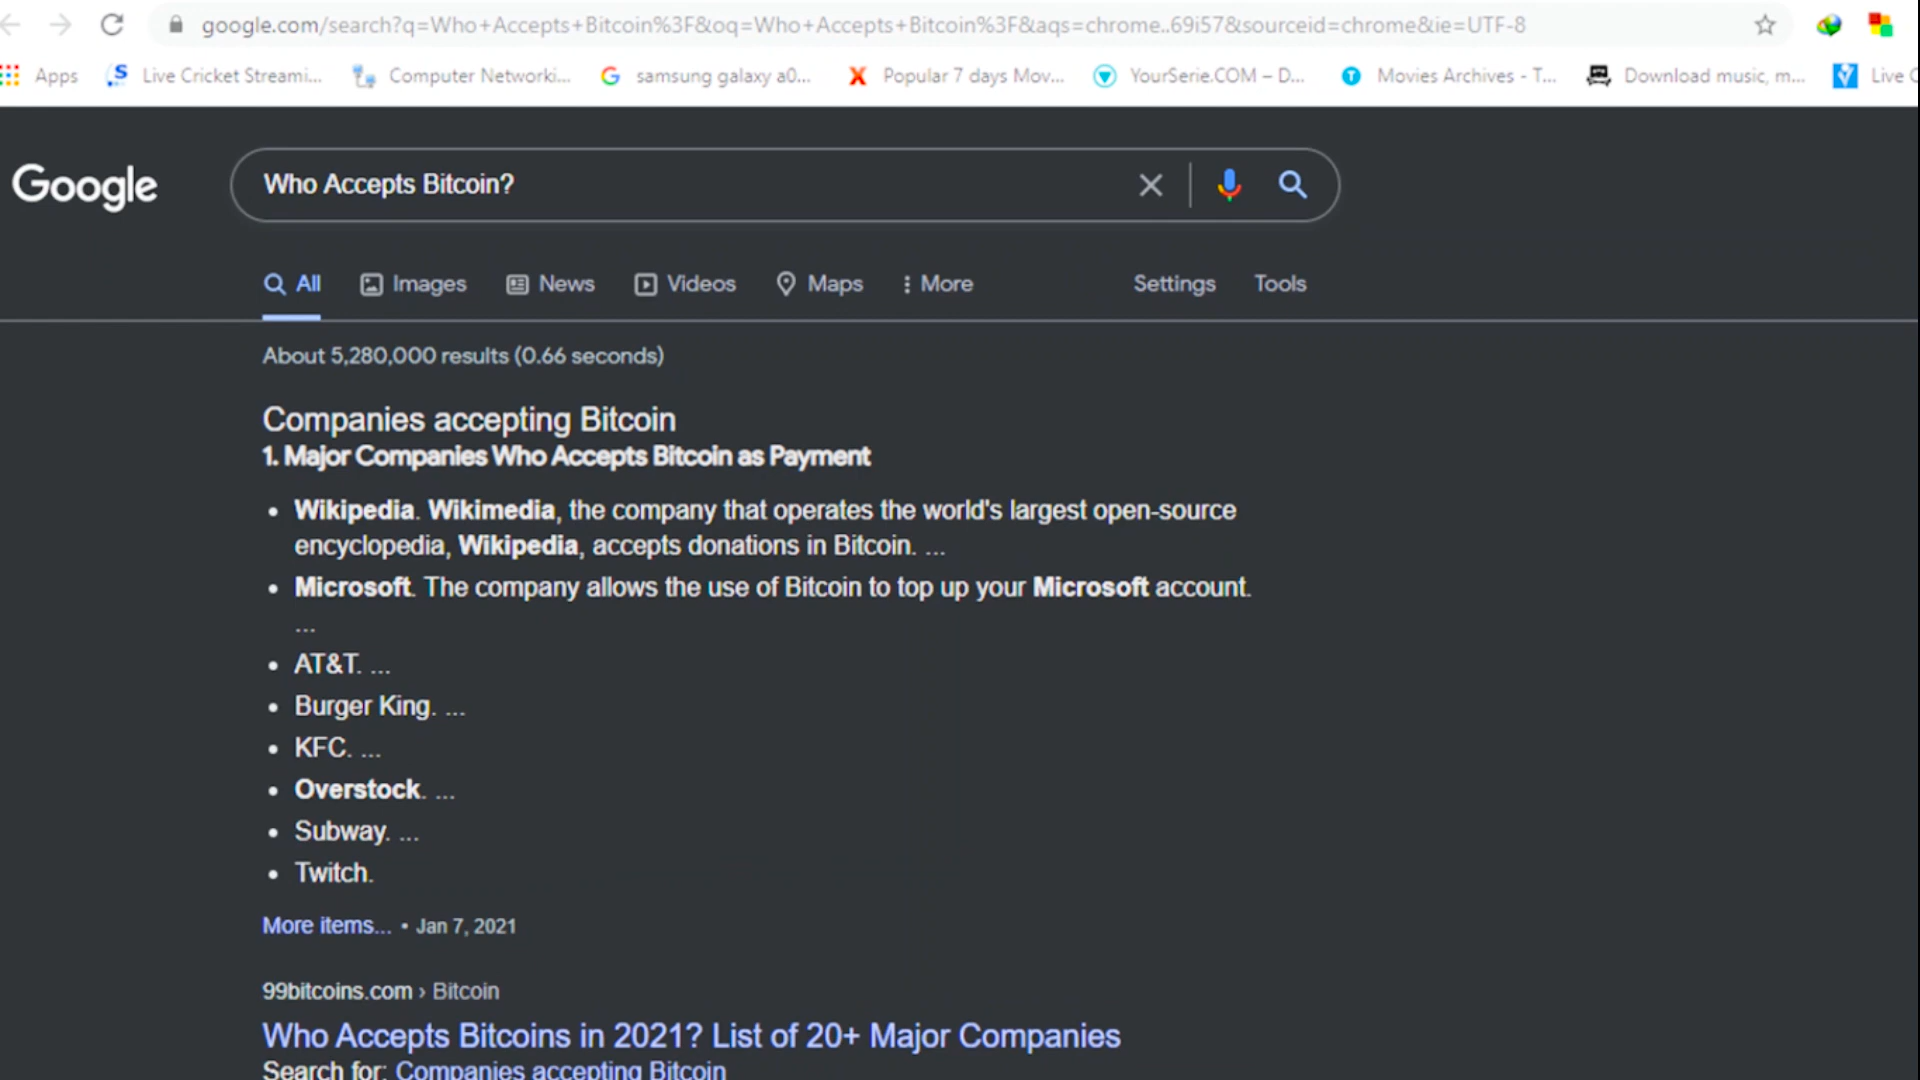 google.com/search?q=Who+Accepts+Bitcoin%3F&oq=Who+Accepts+Bitcoin%3F&aqs=chrome..69i57&sourceid=chrome&ie=UTF-8
Apps Live Cricket Streami... Computer Networki... samsung galaxy a0... Popular 7 days Mov... YourSerie.COM – D... Movies Archives - T... Download music, m... Live
Google Who Accepts Bitcoin?
All Images News Videos Maps More Settings Tools
About 5,280,000 results (0.66 seconds)
Companies accepting Bitcoin
1. Major Companies Who Accepts Bitcoin as Payment
• Wikipedia. Wikimedia, the company that operates the world's largest open-source
encyclopedia, Wikipedia, accepts donations in Bitcoin. ...
• Microsoft. The company allows the use of Bitcoin to top up your Microsoft account.
...
• AT&T. ...
• Burger King. ...
• KFC. ...
• Overstock. ...
• Subway. ...
• Twitch.
More items... • Jan 7, 2021
99bitcoins.com › Bitcoin
Who Accepts Bitcoins in 2021? List of 20+ Major Companies
Search for: Companies accepting Bitcoin